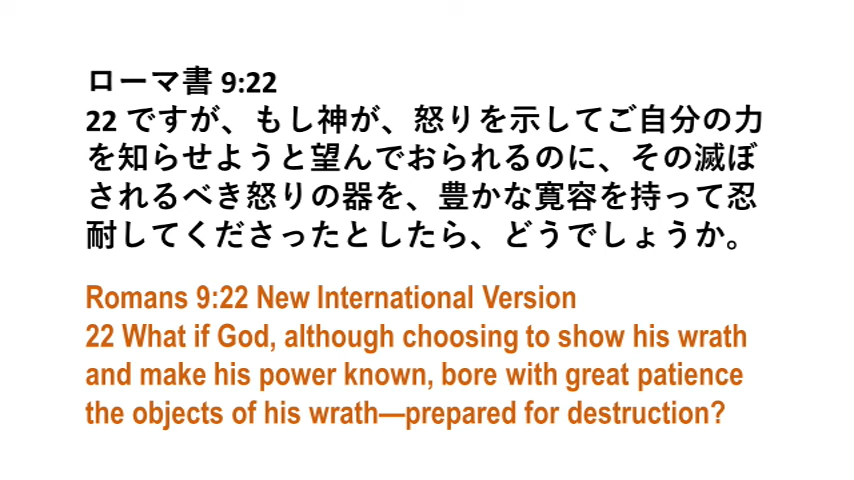 ローマ書 9:22
22 ですが、もし神が、怒りを示してご自分の力
を知らせようと望んでおられるのに、その滅ぼ
されるべき怒りの器を、豊かな寛容を持って忍
耐してくださったとしたら、どうでしょうか。
Romans 9:22 New International Version
22 What if God, although choosing to show his wrath
and make his power known, bore with great patience
the objects of his wrath—prepared for destruction?